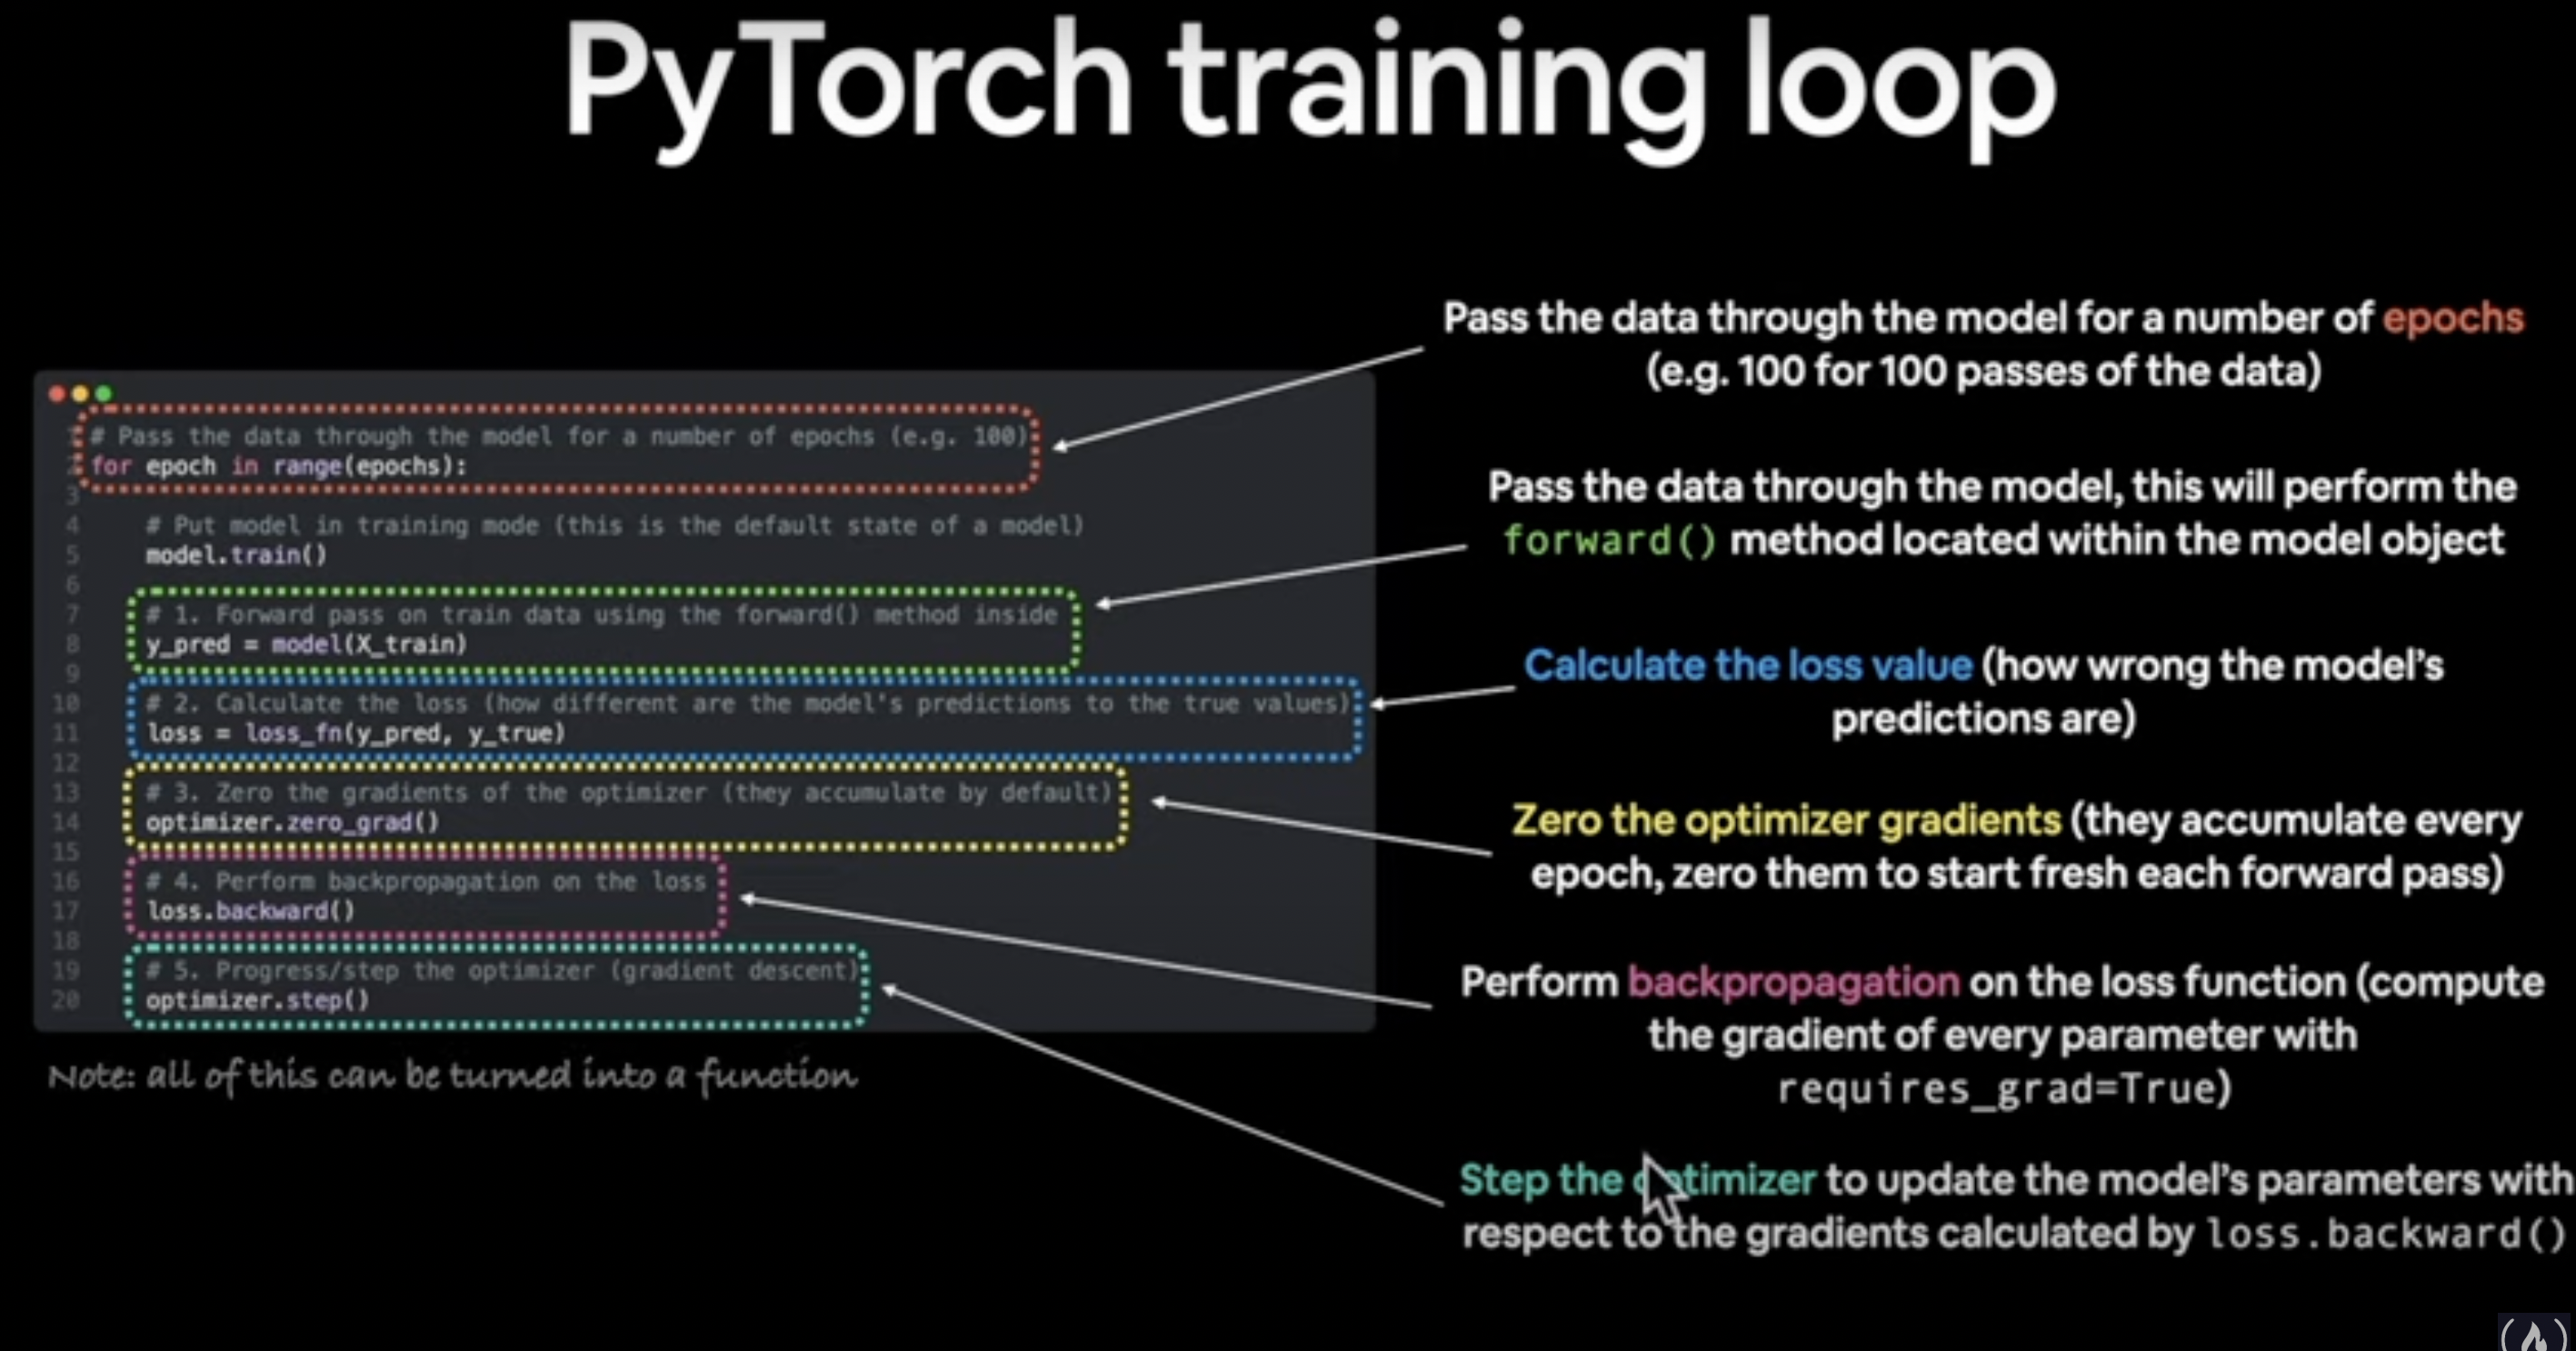 PyTorch training loop
1 # Pass the data through the model for a number of epochs (e.g. 100)
2 for epoch in range(epochs):
3
4 # Put model in training mode (this is the default state of a model)
5 model.train()
6
7 # 1. Forward pass on train data using the forward() method inside
8 y_pred = model(X_train)
9
10 # 2. Calculate the loss (how different are the model's predictions to the true values)
11 loss = loss_fn(y_pred, y_true)
12
13 # 3. Zero the gradients of the optimizer (they accumulate by default)
14 optimizer.zero_grad()
15
16 # 4. Perform backpropagation on the loss
17 loss.backward()
18
19 # 5. Progress/step the optimizer (gradient descent)
20 optimizer.step()
Note: all of this can be turned into a function
Pass the data through the model for a number of epochs
(e.g. 100 for 100 passes of the data)
Pass the data through the model, this will perform the
forward() method located within the model object
Calculate the loss value (how wrong the model's
predictions are)
Zero the optimizer gradients (they accumulate every
epoch, zero them to start fresh each forward pass)
Perform backpropagation on the loss function (compute
the gradient of every parameter with
requires_grad=True)
Step the optimizer to update the model's parameters with
respect to the gradients calculated by loss.backward()